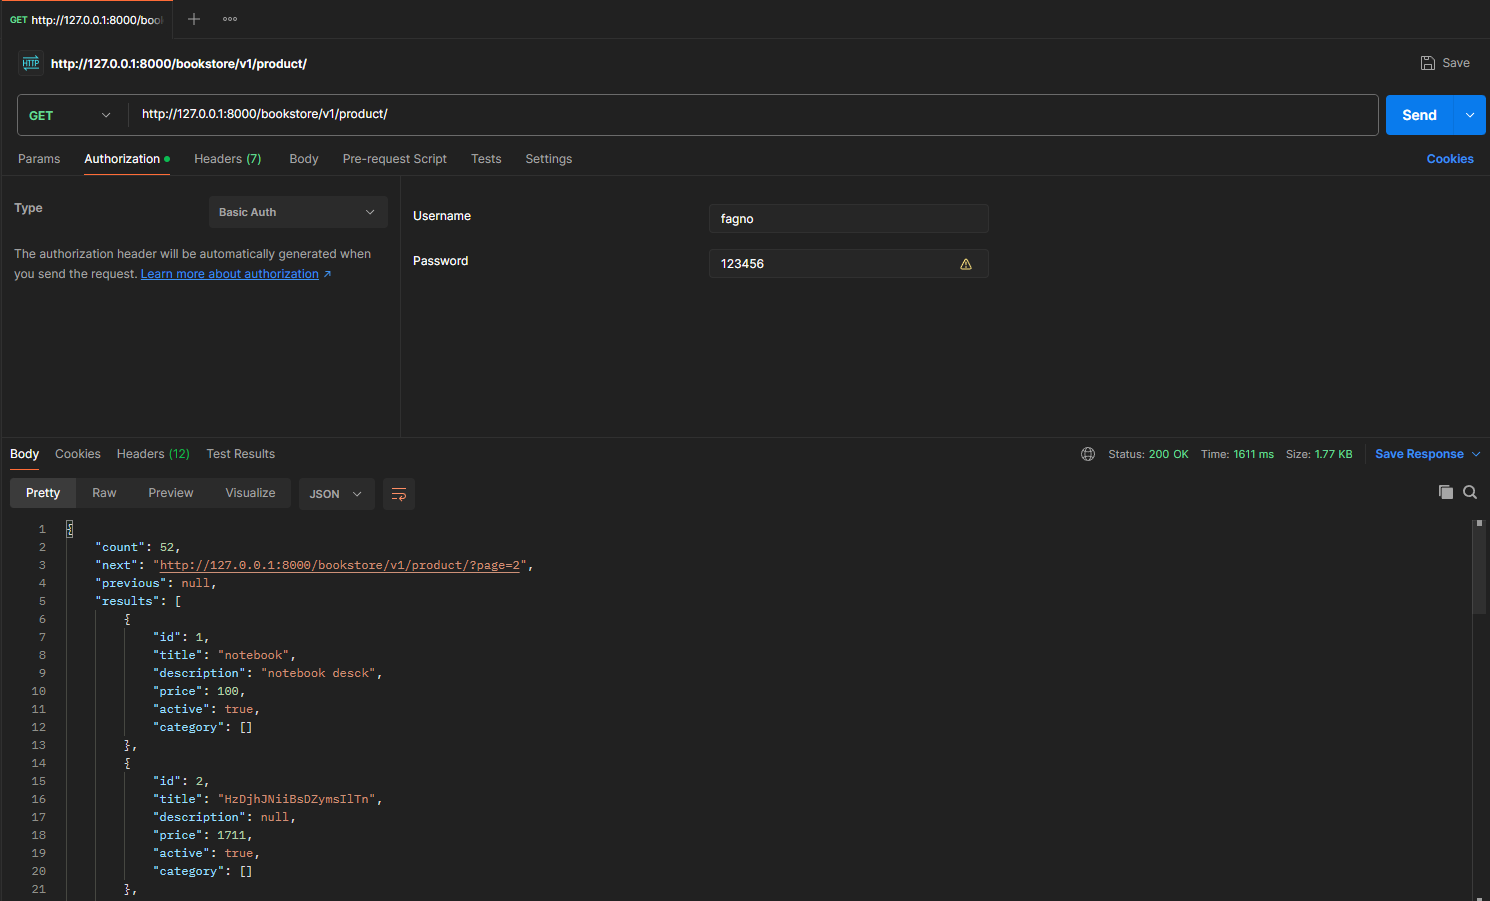 GET http://127.0.0.1:8000/boo
HTTP http://127.0.0.1:8000/bookstore/v1/product/ Save
GET http://127.0.0.1:8000/bookstore/v1/product/ Send
Params Authorization Headers (7) Body Pre-request Script Tests Settings Cookies
Type Basic Auth
The authorization header will be automatically generated when
you send the request. Learn more about authorization ↗
Username fagno
Password 123456
Body Cookies Headers (12) Test Results Status: 200 OK Time: 1611 ms Size: 1.77 KB Save Response
Pretty Raw Preview Visualize JSON
1 {
2 "count": 52,
3 "next": "http://127.0.0.1:8000/bookstore/v1/product/?page=2",
4 "previous": null,
5 "results": [
6 {
7 "id": 1,
8 "title": "notebook",
9 "description": "notebook desck",
10 "price": 100,
11 "active": true,
12 "category": []
13 },
14 {
15 "id": 2,
16 "title": "HzDjhJNiiBsDZymsIlTn",
17 "description": null,
18 "price": 1711,
19 "active": true,
20 "category": []
21 },